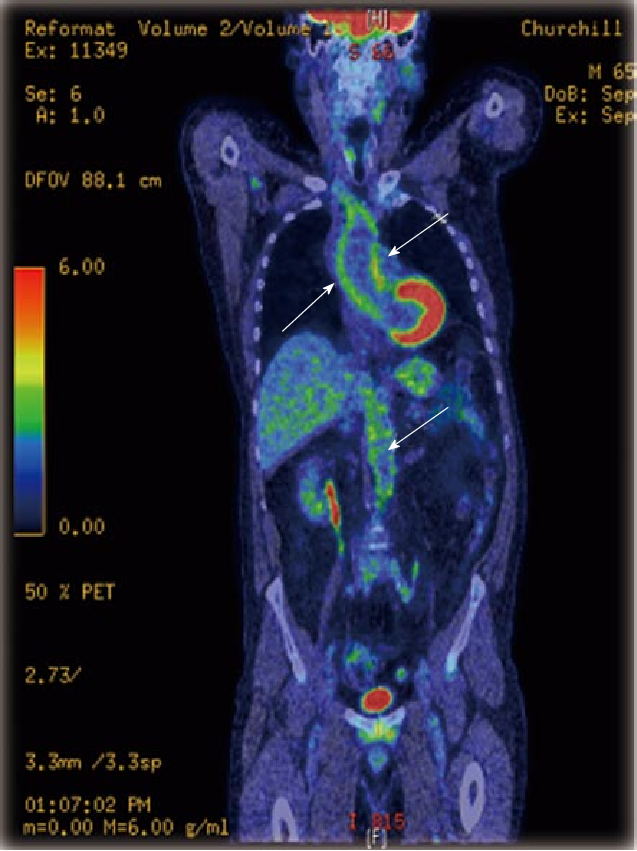 Reformat Volume 2/Volume
Ex: 11349
Churchill
[H]
M 65
Se: 6
DoB: Sep
A: 1.0
Ex: Sep
DFOV 88.1 cm
6.00
0.00
50 % PET
2.73/
3.3mm /3.3sp
01:07:02 PM
m=0.00 M=6.00 g/ml
I 815
[F]